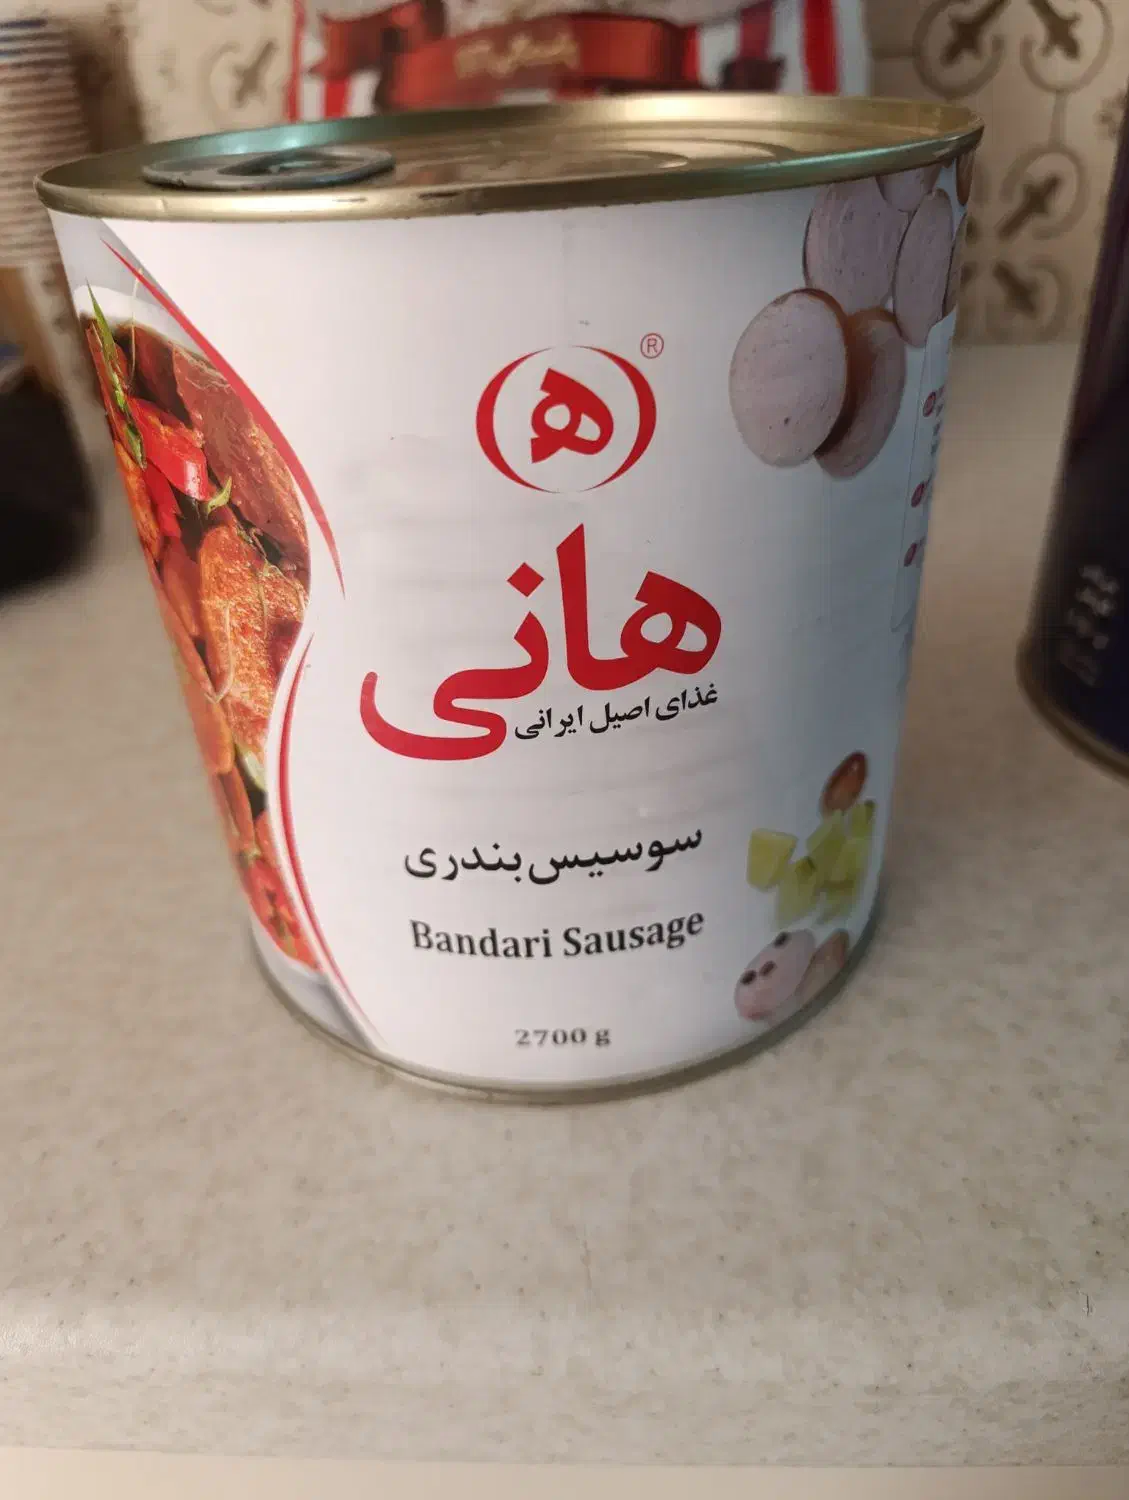 ه
®
هانی
غذای اصیل ایرانی
سوسیس بندری
Bandari Sausage
2700 g